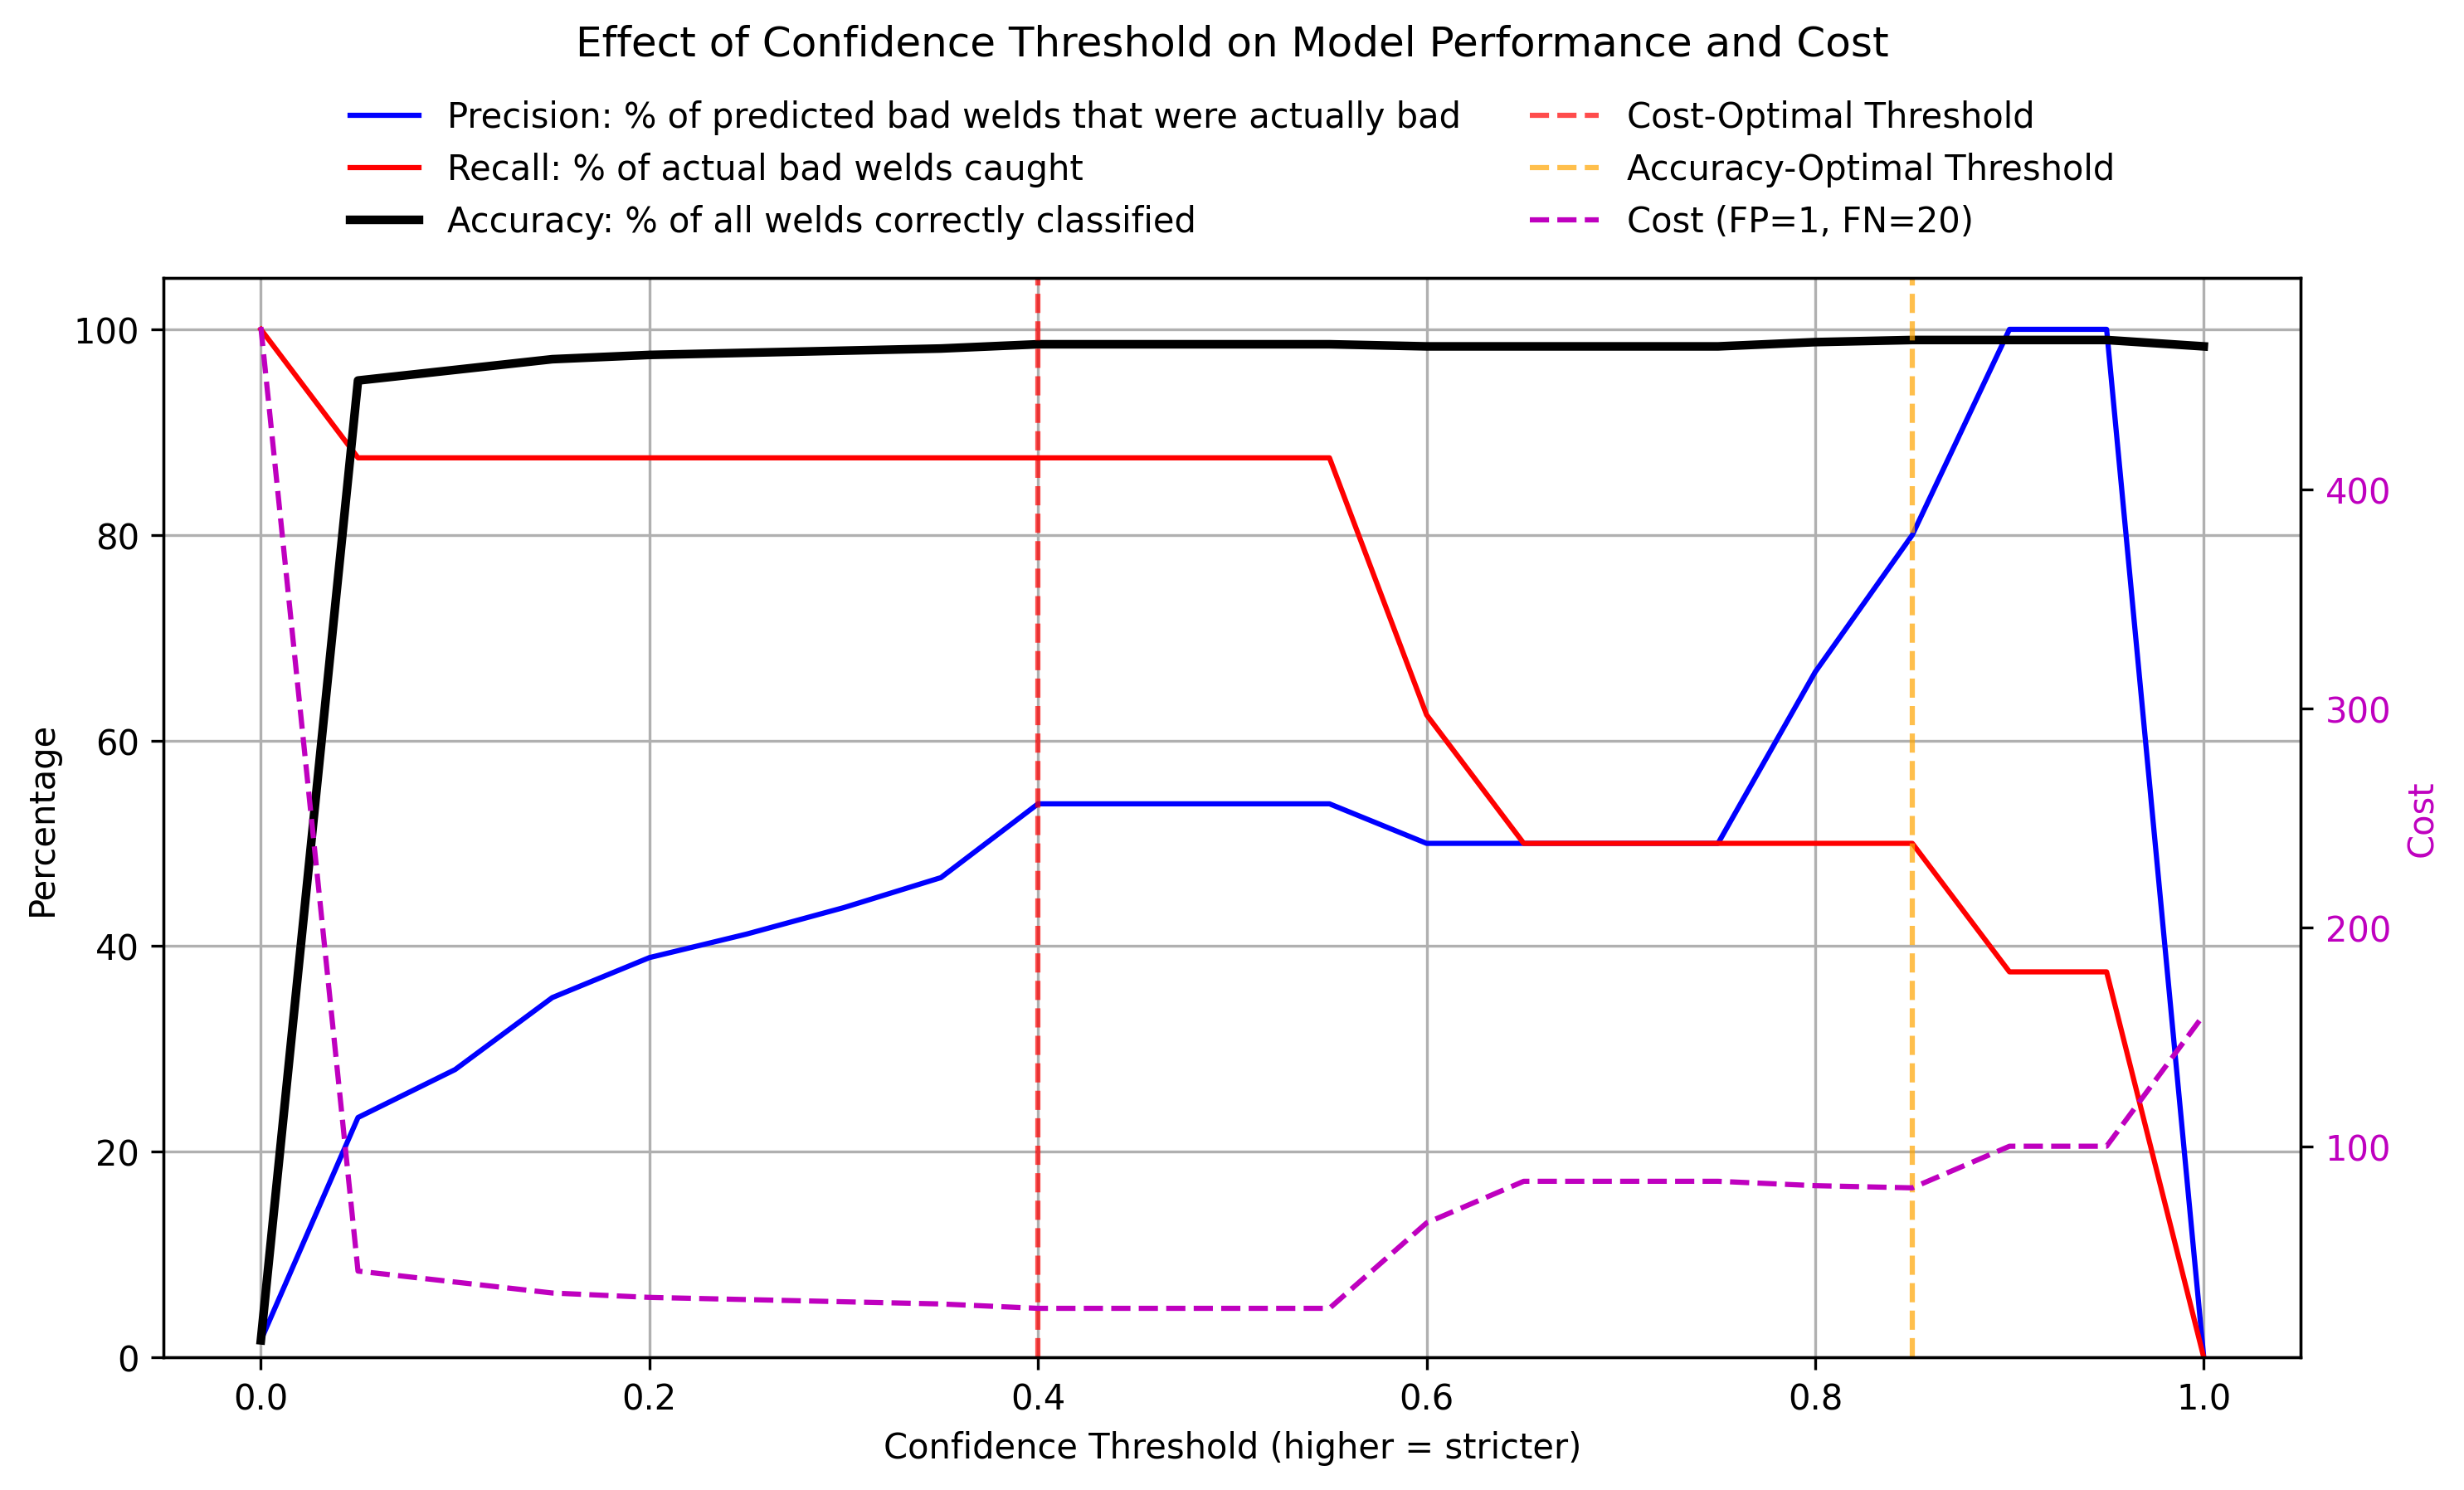 Effect of Confidence Threshold on Model Performance and Cost
Precision: % of predicted bad welds that were actually bad
Recall: % of actual bad welds caught
Accuracy: % of all welds correctly classified
Cost-Optimal Threshold
Accuracy-Optimal Threshold
Cost (FP=1, FN=20)
Percentage
100
80
60
40
20
0
0.0
0.2
0.4
0.6
0.8
1.0
Confidence Threshold (higher = stricter)
400
300
200
100
Cost